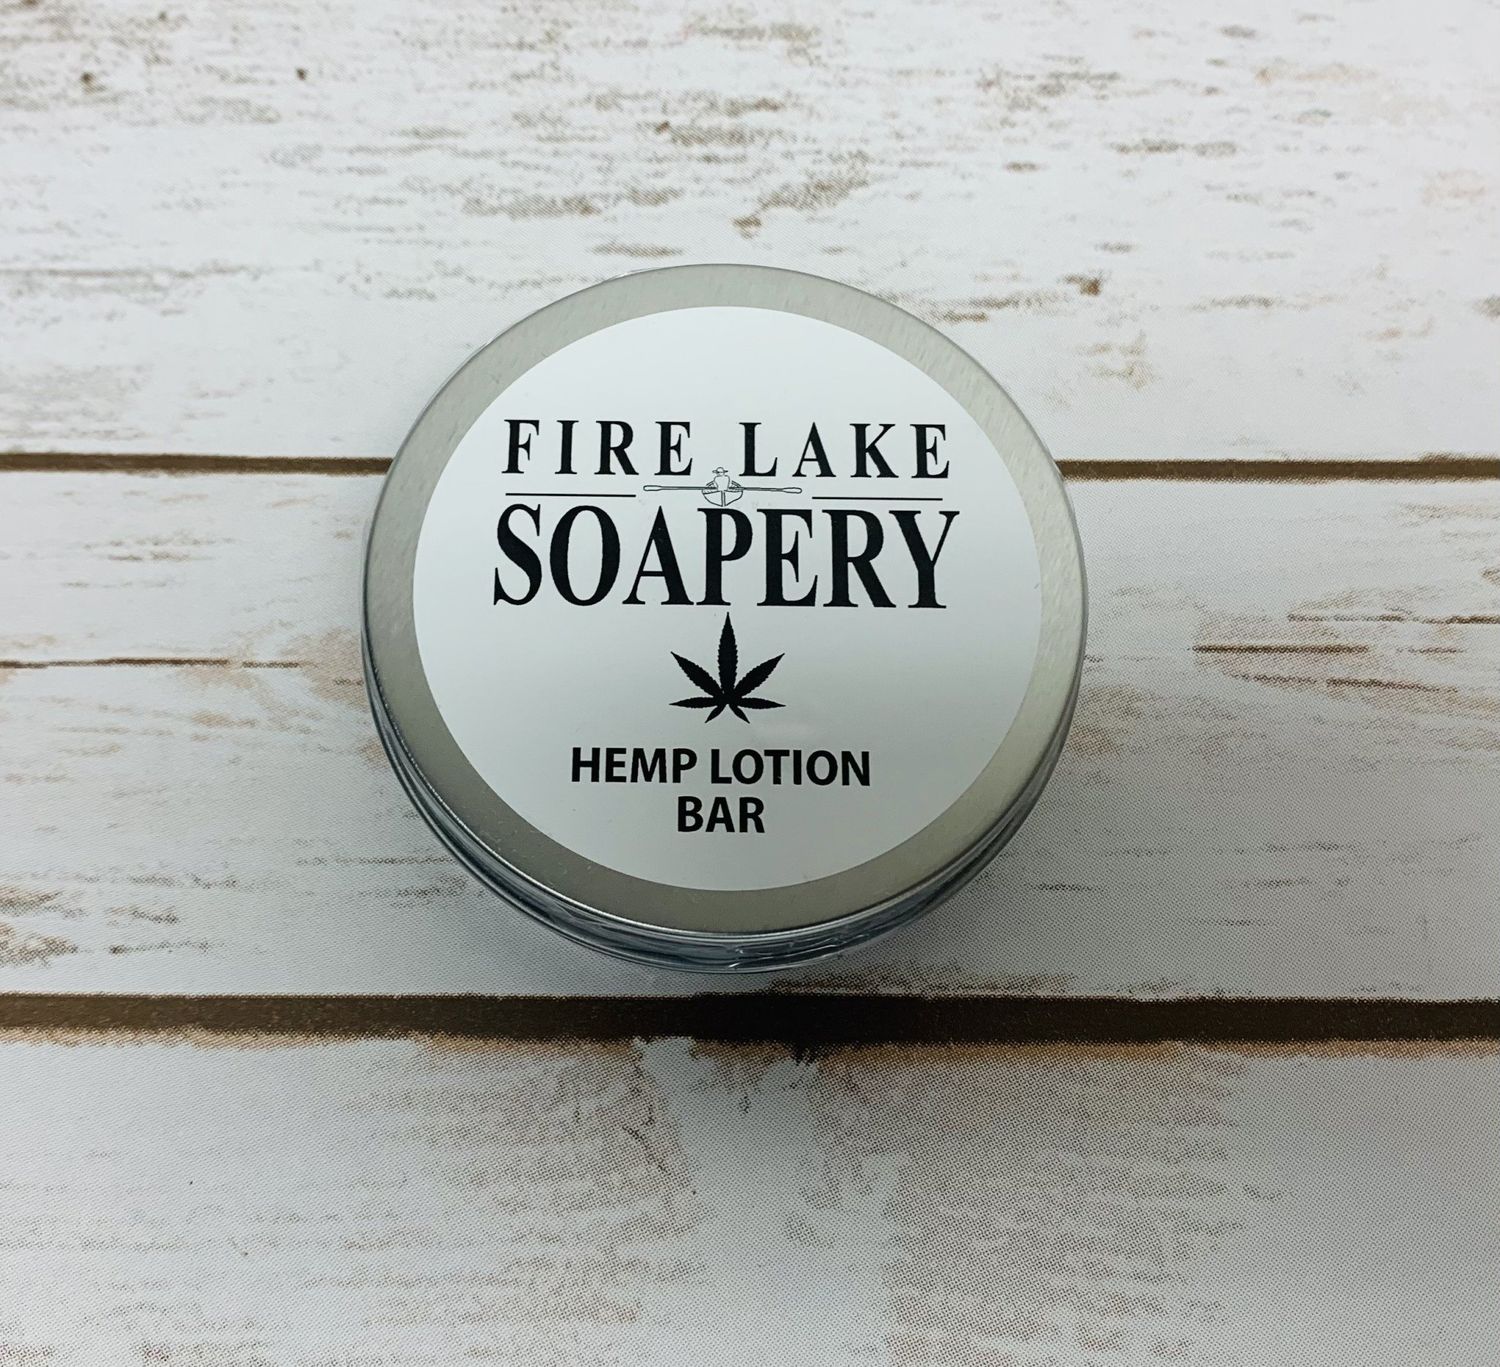 FIRE LAKE
SOAPERY
HEMP LOTION
BAR